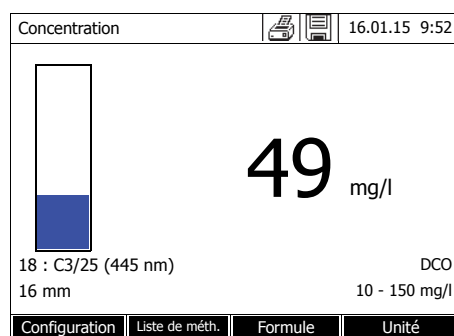 Concentration 16.01.15 9:52
49 mg/l
18 : C3/25 (445 nm) DCO
16 mm 10 - 150 mg/l
Configuration Liste de méth. Formule Unité